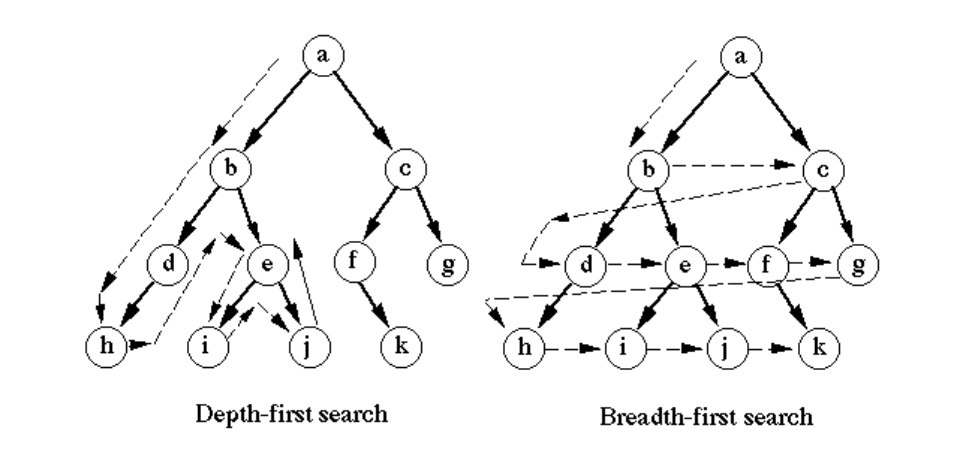 a
b
c
d
e
f
g
h
i
j
k
Depth-first search
a
b
c
d
e
f
g
h
i
j
k
Breadth-first search